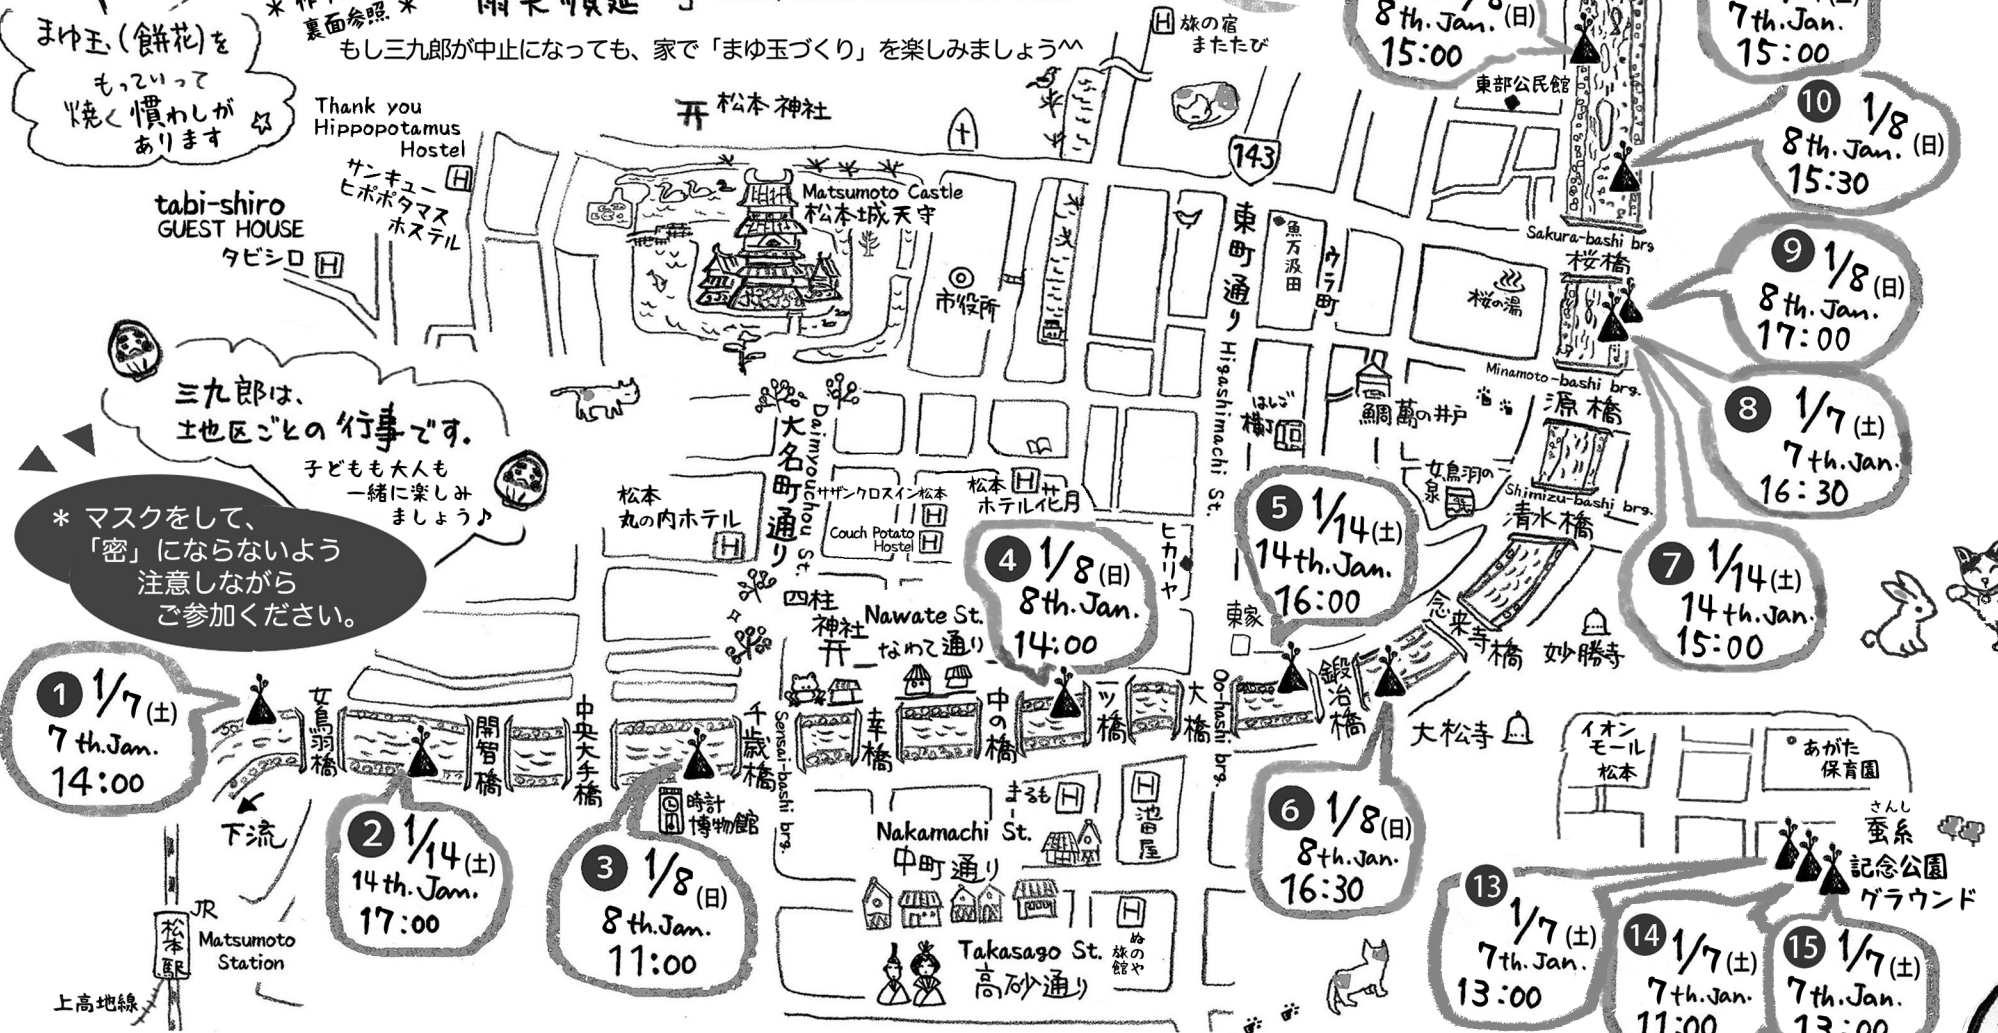 裏面参照 *
もし三九郎が中止になっても、家で「まゆ玉づくり」を楽しみましょう^^
まゆ玉(餅花)を
もっていって
焼く慣わしが
あります
Thank you
Hippopotamus
Hostel
サンキュー
ヒポポタマス
ホステル
H
tabi-shiro
GUEST HOUSE
タビシロ H
松本神社
Matsumoto Castle
松本城天守
市役所
H 旅の宿
またたび
143
東町通り Higashimachi St.
魚万汲田
ウラ町
東部公民館
8th. Jan. (日)
15:00
7th. Jan.
15:00
10 1/8 (日)
8th. Jan.
15:30
Sakura-bashi brg
桜橋
9 1/8 (日)
8th. Jan.
17:00
桜の湯
Minamoto-bashi brg.
源橋
8 1/7 (土)
7th. Jan.
16:30
三九郎は、
地区ごとの行事です。
子どもも大人も
一緒に楽しみ
ましょう♪
* マスクをして、
「密」にならないよう
注意しながら
ご参加ください。
大名町通り Daimyouchou St.
はしご
横丁
鯛萬の井戸
女鳥羽の
泉
Shimizu-bashi brg.
清水橋
7 1/14 (土)
14th. Jan.
15:00
松本
丸の内ホテル
H
サザンクロスイン松本
H
Couch Potato
Hostel H
松本 H 花月
ホテル
ヒカリヤ
四柱
神社
Nawate St.
なわて通り
4 1/8 (日)
8th. Jan.
14:00
5 1/14 (土)
14th. Jan.
16:00
東家
念来寺橋
妙勝寺
大松寺
1 1/7 (土)
7th. Jan.
14:00
下流
女鳥羽橋
開智橋
中央大手橋
千歳橋
Sensai-bashi brg.
幸橋
中の橋
一ツ橋
大橋
Oo-hashi brg.
鍛冶橋
2 1/14 (土)
14th. Jan.
17:00
3 1/8 (日)
8th. Jan.
11:00
時計
博物館
6 1/8 (日)
8th. Jan.
16:30
Nakamachi St.
中町通り
まるも H
H
池田屋
H
ぬのや
旅館
Takasago St.
高砂通り
JR
松本駅
Matsumoto
Station
上高地線
イオン
モール
松本
あがた
保育園
さんし
蚕糸
記念公園
グラウンド
13 1/7 (土)
7th. Jan.
13:00
14 1/7 (土)
7th. Jan.
11:00
15 1/7 (土)
7th. Jan.
13:00